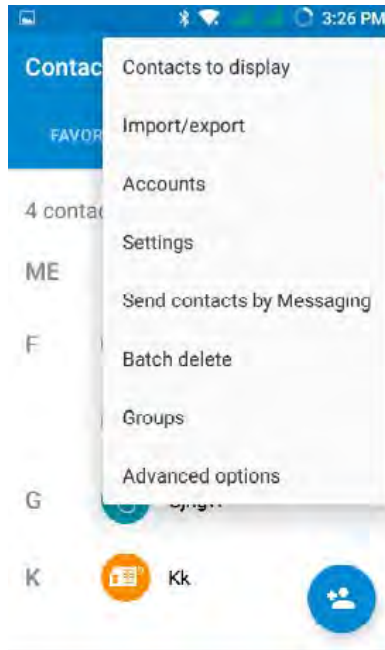 3:26 PM
Contac
Contacts to display
Import/export
FAVOR
Accounts
4 contac
Settings
ME
Send contacts by Messaging
F
Batch delete
Groups
Advanced options
G
K
Kk